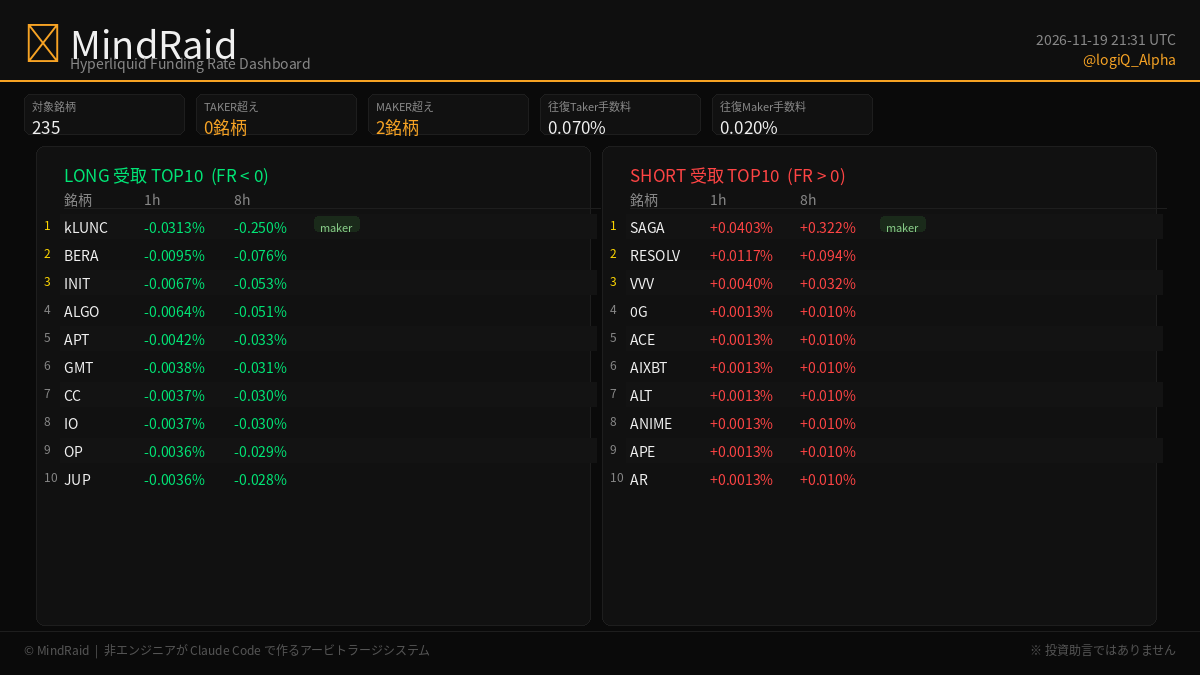 MindRaid
Hyperliquid Funding Rate Dashboard
2026-11-19 21:31 UTC
@logiQ_Alpha
対象銘柄
235
TAKER超え
0銘柄
MAKER超え
2銘柄
往復Taker手数料
0.070%
往復Maker手数料
0.020%
LONG 受取 TOP10 (FR < 0)
銘柄 1h 8h
1 kLUNC -0.0313% -0.250% maker
2 BERA -0.0095% -0.076%
3 INIT -0.0067% -0.053%
4 ALGO -0.0064% -0.051%
5 APT -0.0042% -0.033%
6 GMT -0.0038% -0.031%
7 CC -0.0037% -0.030%
8 IO -0.0037% -0.030%
9 OP -0.0036% -0.029%
10 JUP -0.0036% -0.028%
SHORT 受取 TOP10 (FR > 0)
銘柄 1h 8h
1 SAGA +0.0403% +0.322% maker
2 RESOLV +0.0117% +0.094%
3 VVV +0.0040% +0.032%
4 0G +0.0013% +0.010%
5 ACE +0.0013% +0.010%
6 AIXBT +0.0013% +0.010%
7 ALT +0.0013% +0.010%
8 ANIME +0.0013% +0.010%
9 APE +0.0013% +0.010%
10 AR +0.0013% +0.010%
© MindRaid | 非エンジニアが Claude Code で作るアービトラージシステム
※ 投資助言ではありません